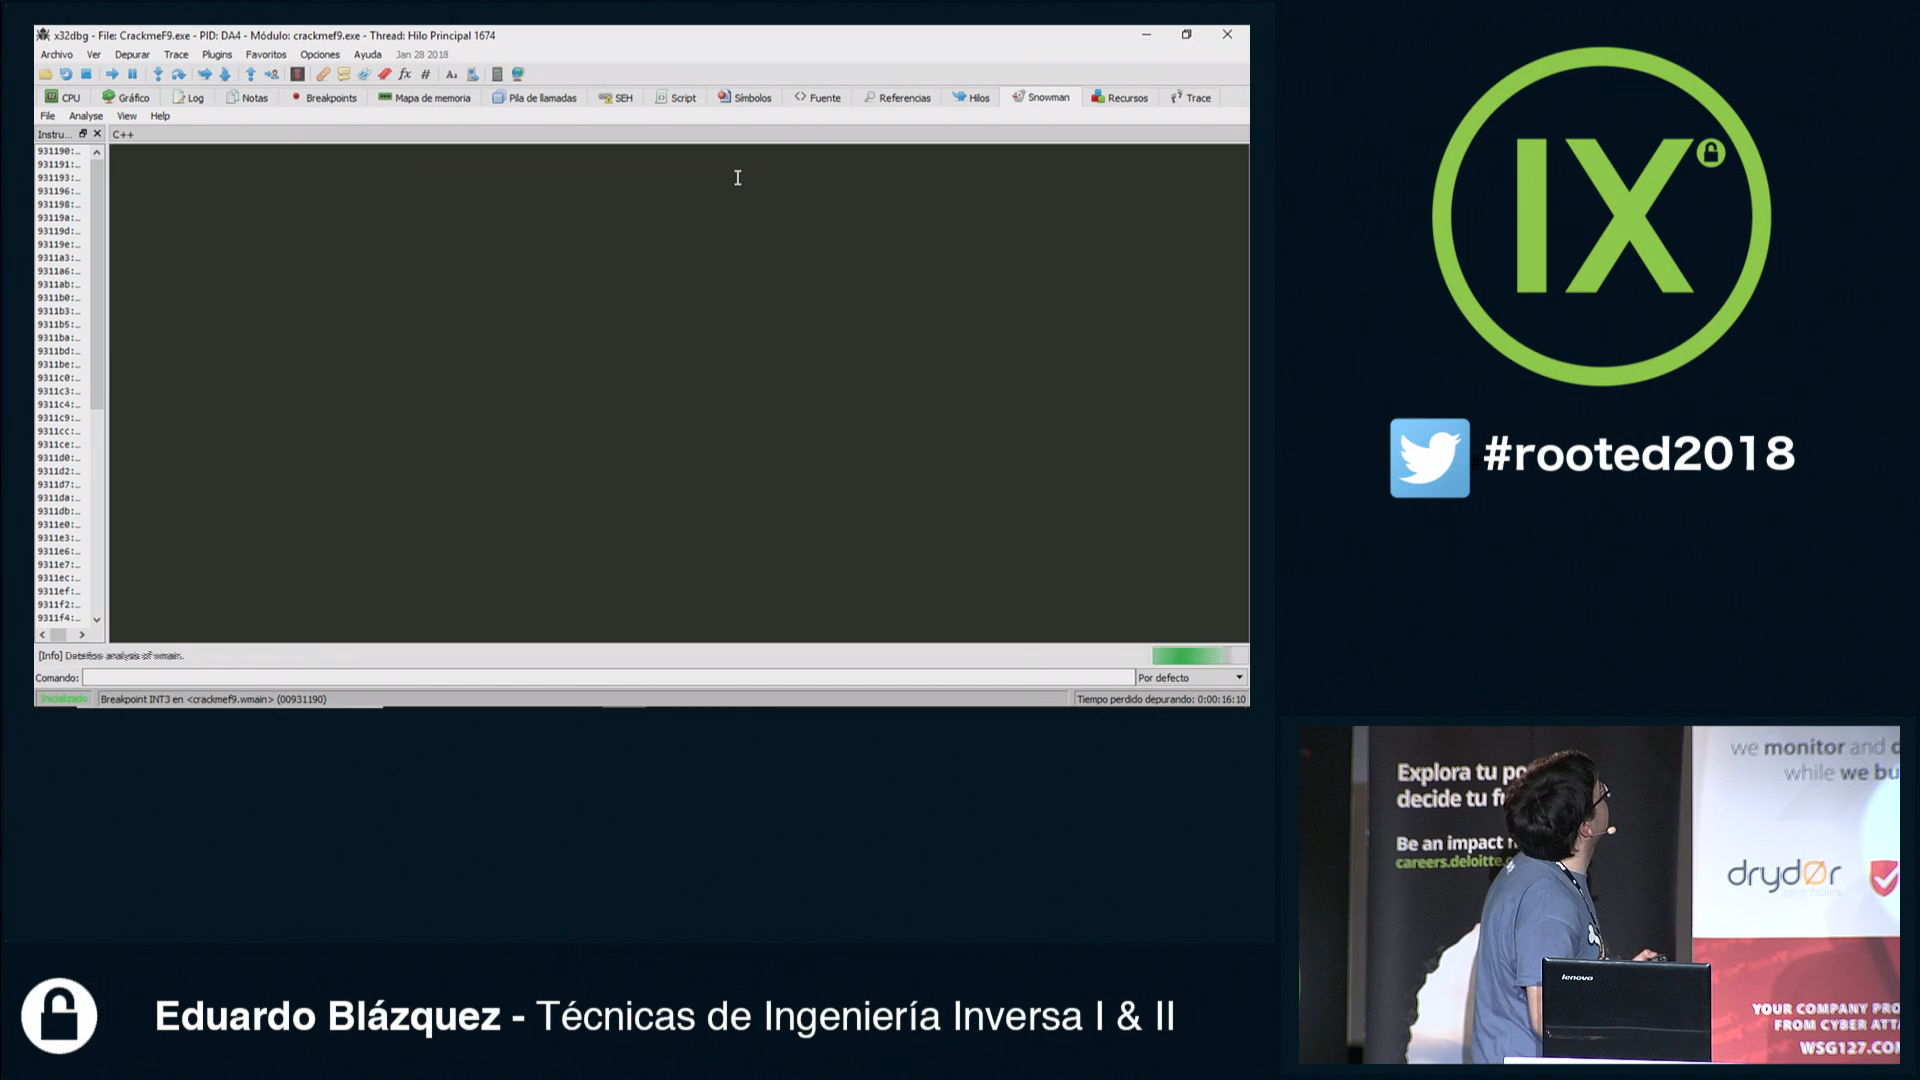 x32dbg - File: CrackmeF9.exe - PID: DA4 - Módulo: crackmef9.exe - Thread: Hilo Principal 1674
Archivo Ver Depurar Trace Plugins Favoritos Opciones Ayuda Jan 28 2018
CPU Gráfico Log Notas Breakpoints Mapa de memoria Pila de llamadas SEH Script Símbolos Fuente Referencias Hilos Snowman Recursos Trace
File Analyse View Help
Instru... C++
931190:..
931191:..
931193:..
931196:..
931198:..
93119a:..
93119d:..
93119e:..
9311a3:..
9311a6:..
9311ab:..
9311b0:..
9311b3:..
9311b5:..
9311ba:..
9311bd:..
9311be:..
9311c0:..
9311c3:..
9311c4:..
9311c9:..
9311cc:..
9311ce:..
9311d0:..
9311d2:..
9311d7:..
9311da:..
9311db:..
9311e0:..
9311e3:..
9311e6:..
9311e7:..
9311ec:..
9311ef:..
9311f2:..
9311f4:..
[Info] analysis of wmain.
Comando: Por defecto
Inicializado Breakpoint INT3 en <crackmef9.wmain> (00931190) Tiempo perdido depurando: 0:00:16:10
IX
#rooted2018
Explora tu
decide tu
Be an impact
careers.deloitte.
we monitor and
while we
drydør
lenovo
YOUR COMPANY
FROM CYBER
WSG127.
Eduardo Blázquez - Técnicas de Ingeniería Inversa I & II